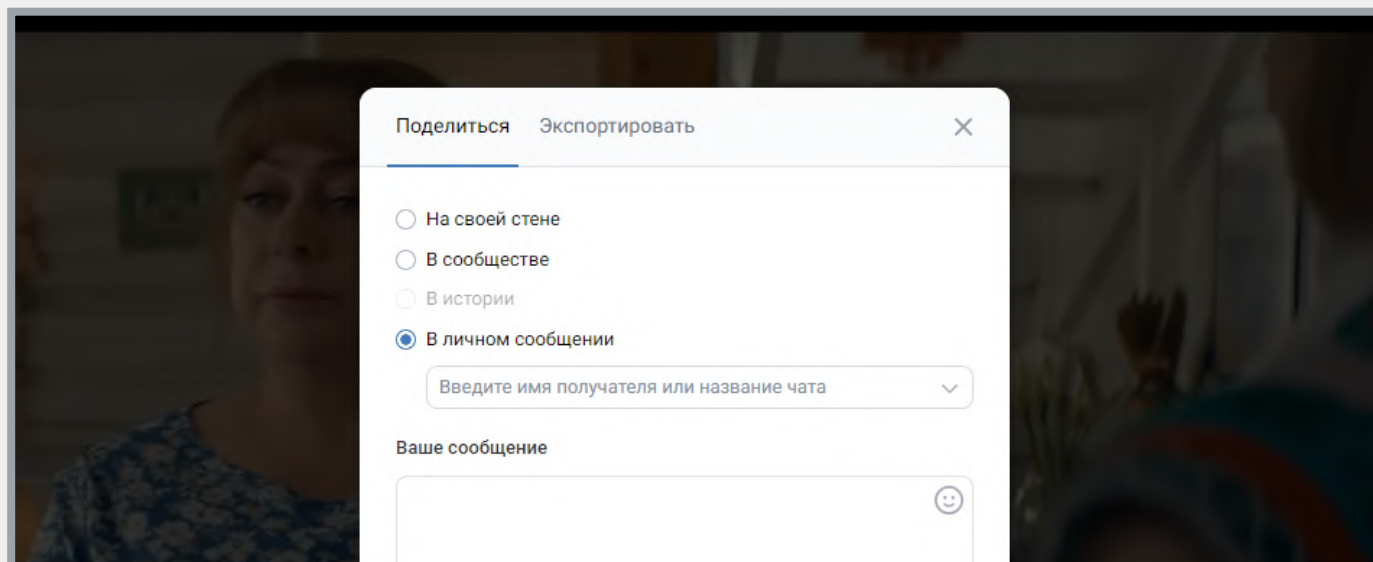 Поделиться Экспортировать
На своей стене
В сообществе
В истории
В личном сообщении
Введите имя получателя или название чата
Ваше сообщение